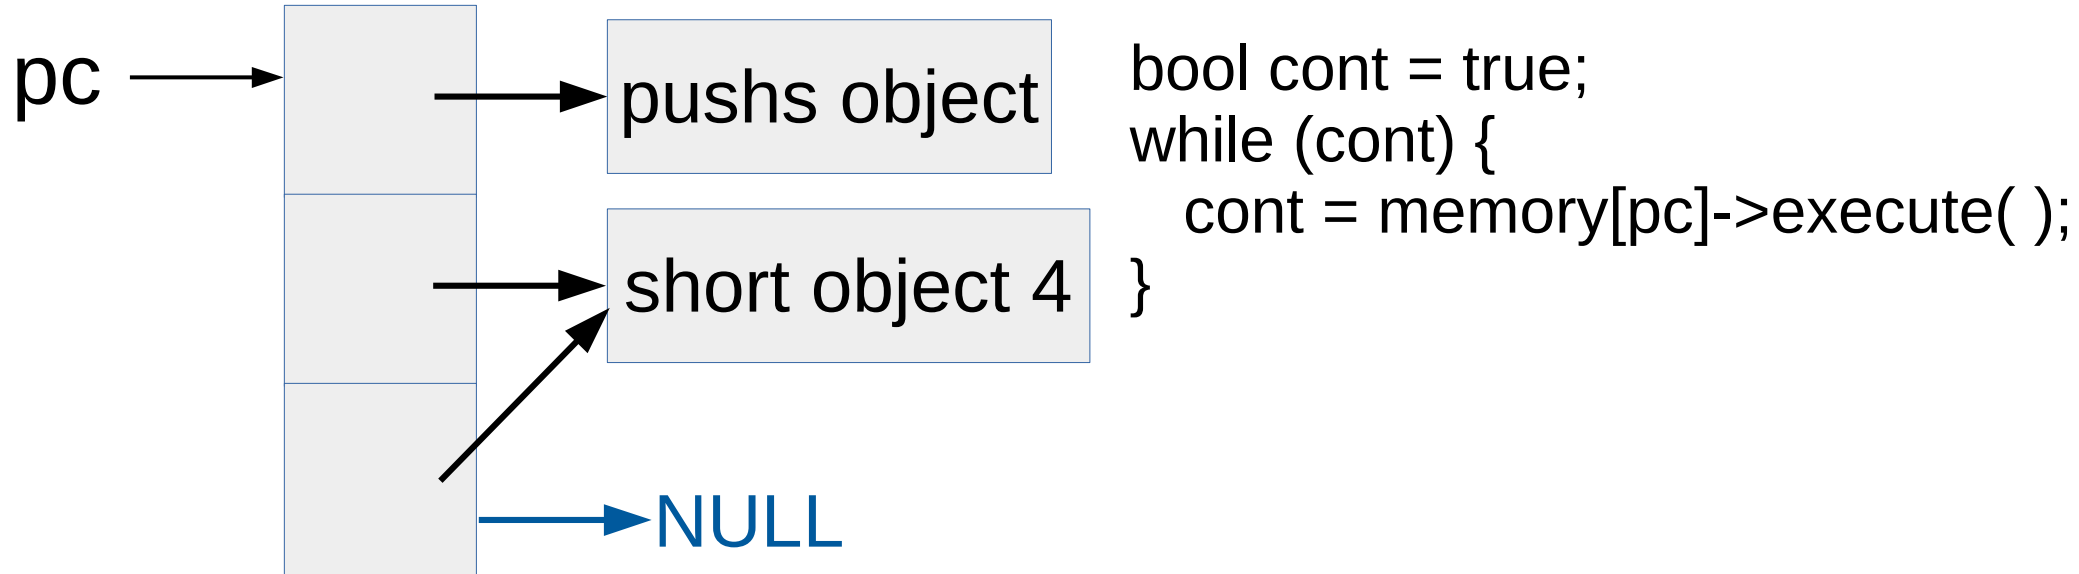 pc
pushs object
short object 4
NULL
bool cont = true;
while (cont) {
cont = memory[pc]->execute( );
}